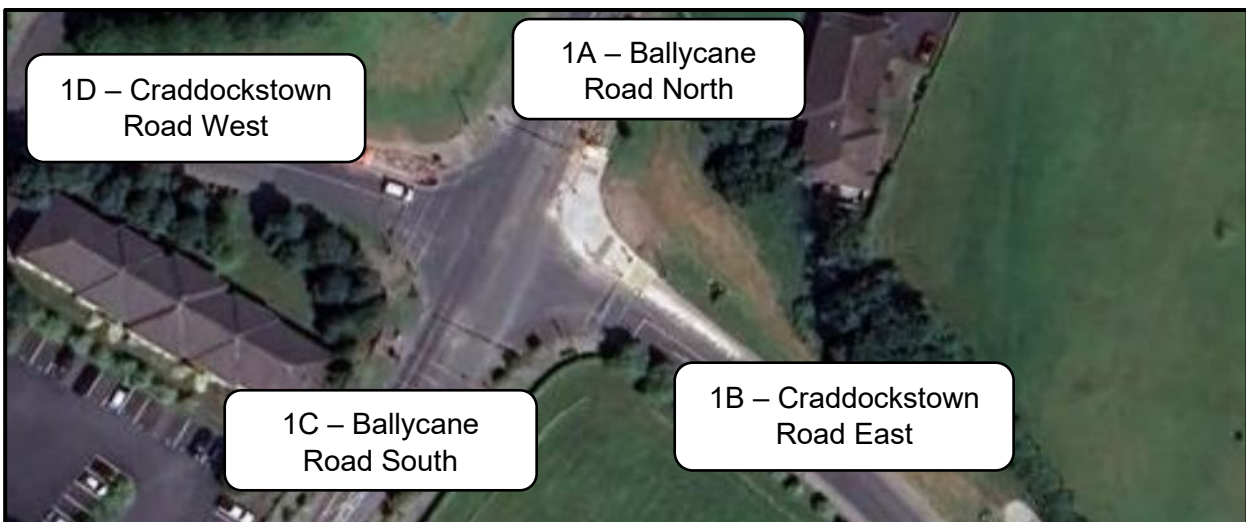 1A – Ballycane
Road North
1D – Craddockstown
Road West
1B – Craddockstown
Road East
1C – Ballycane
Road South